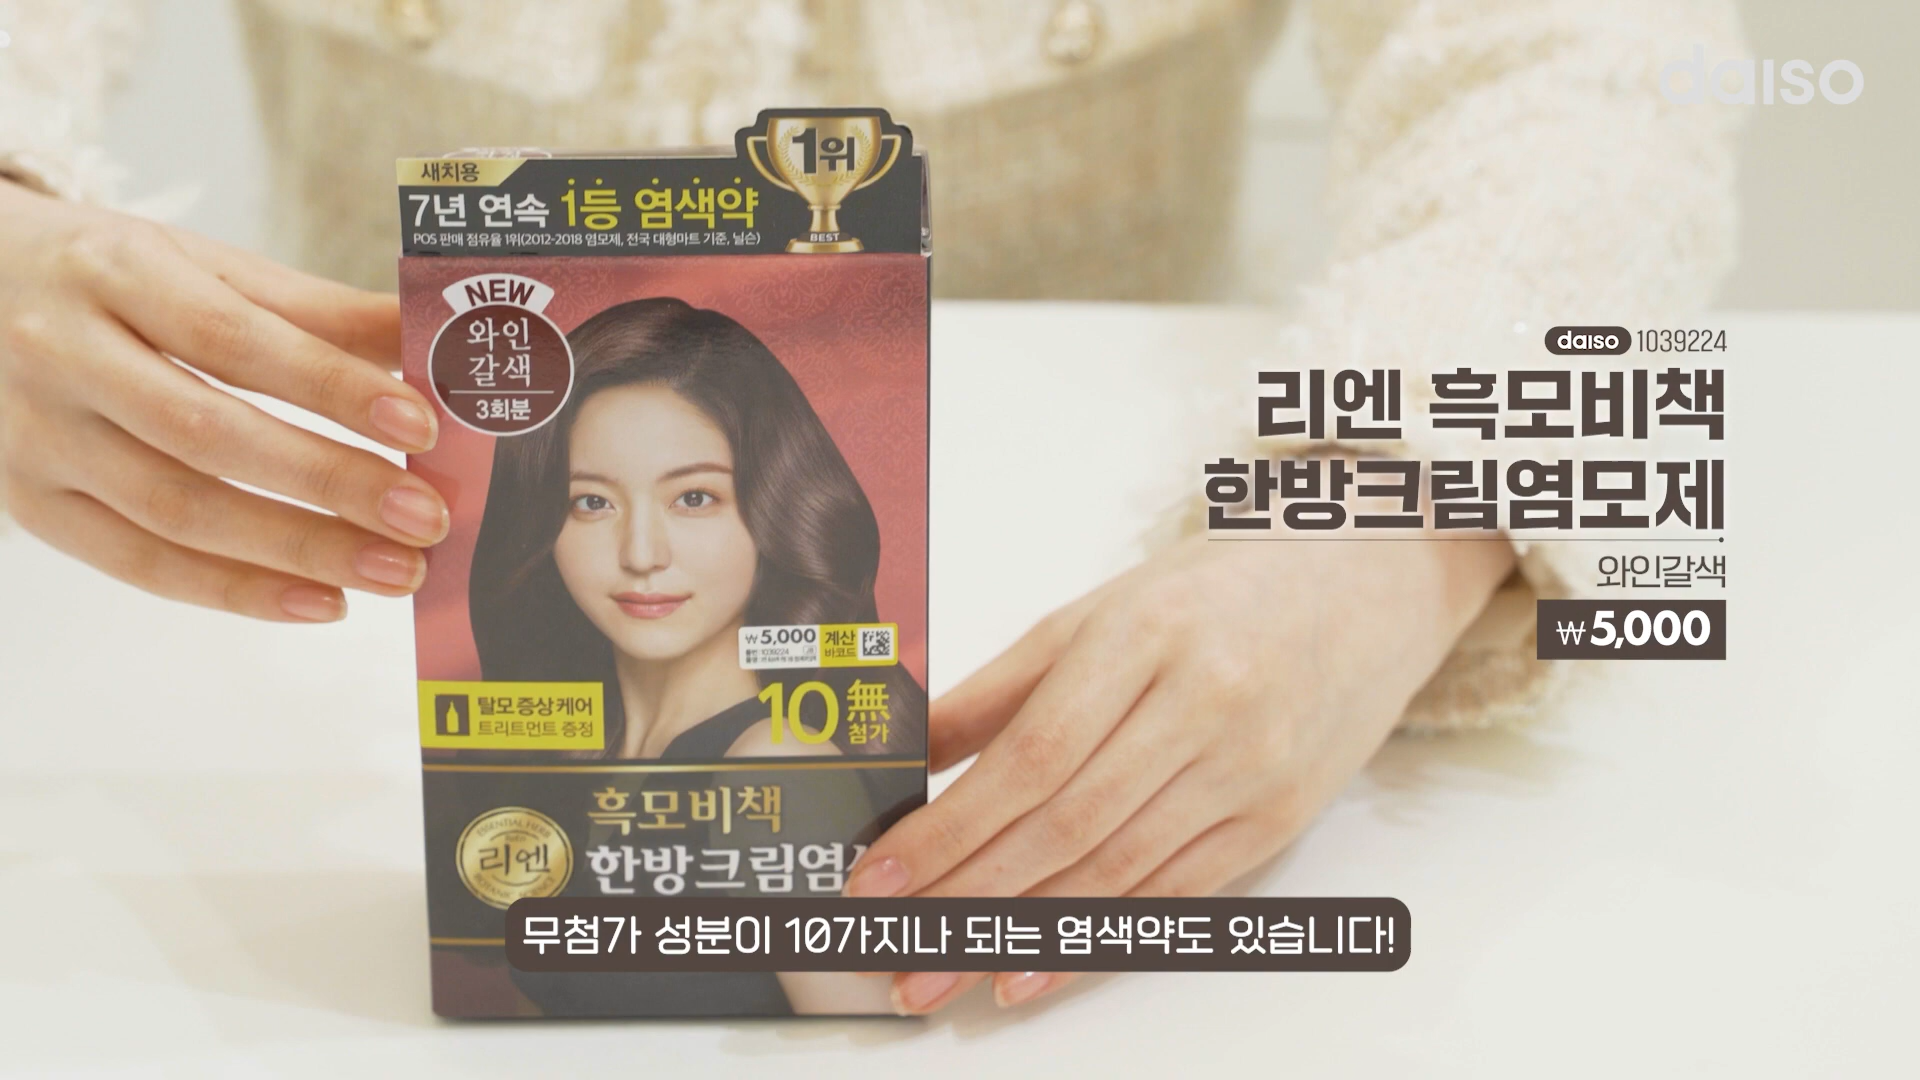 daiso
1위
BEST
새치용
7년 연속 1등 염색약
POS 판매 점유율 1위(2012-2018 염모제, 전국 대형마트 기준, 닐슨)
NEW
와인
갈색
3회분
daiso 1039224
리엔 흑모비책
한방크림염모제
와인갈색
₩5,000
₩5,000 계산
바코드
10 無
첨가
탈모 증상 케어
트리트먼트 증정
흑모비책
리엔
한방크림염
무첨가 성분이 10가지나 되는 염색약도 있습니다!